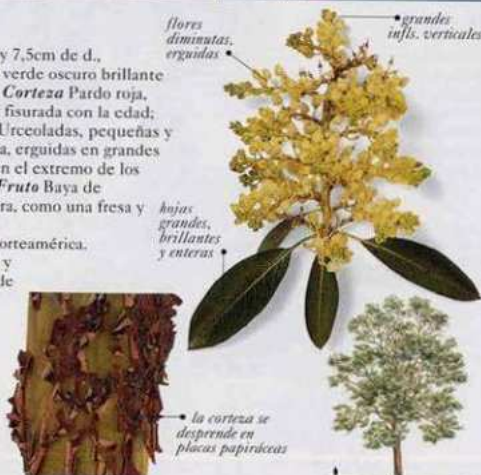 y 7,5cm de d.,
verde oscuro brillante
Corteza Pardo roja,
fisurada con la edad;
Urceoladas, pequeñas y
a, erguidas en grandes
n el extremo de los
Fruto Baya de
ra, como una fresa y
orteamérica.
y
de
flores
diminutas,
erguidas
grandes
infls. verticales
hojas
grandes,
brillantes
y enteras
la corteza se
desprende en
placas papiráceas